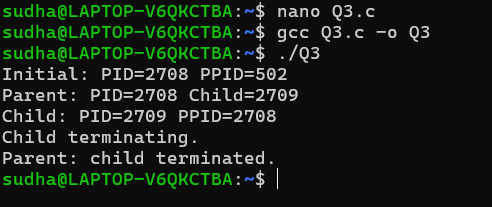 sudha@LAPTOP-V6QKCTBA:~$ nano Q3.c
sudha@LAPTOP-V6QKCTBA:~$ gcc Q3.c -o Q3
sudha@LAPTOP-V6QKCTBA:~$ ./Q3
Initial: PID=2708 PPID=502
Parent: PID=2708 Child=2709
Child: PID=2709 PPID=2708
Child terminating.
Parent: child terminated.
sudha@LAPTOP-V6QKCTBA:~$